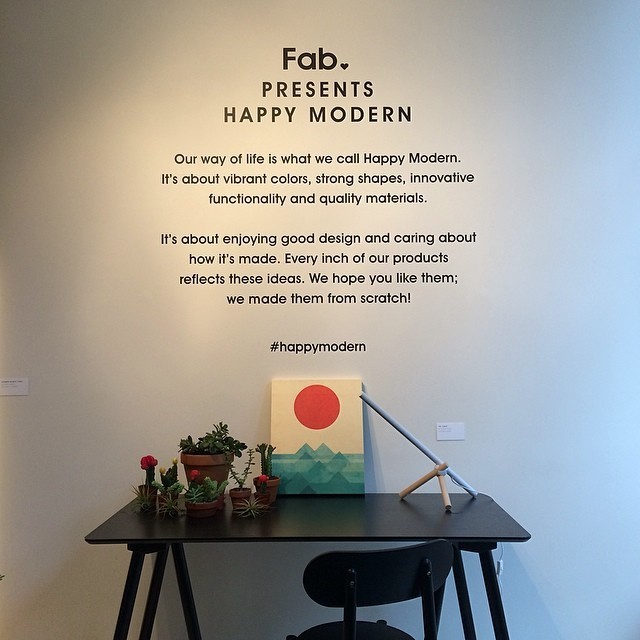 Fab.
PRESENTS
HAPPY MODERN
Our way of life is what we call Happy Modern.
It's about vibrant colors, strong shapes, innovative
functionality and quality materials.
It's about enjoying good design and caring about
how it's made. Every inch of our products
reflects these ideas. We hope you like them;
we made them from scratch!
#happymodern